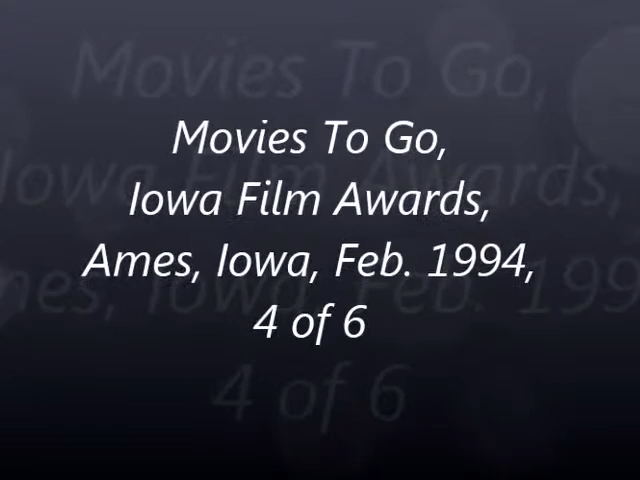 Movies To Go,
Iowa Film Awards,
Ames, Iowa, Feb. 1994,
4 of 6